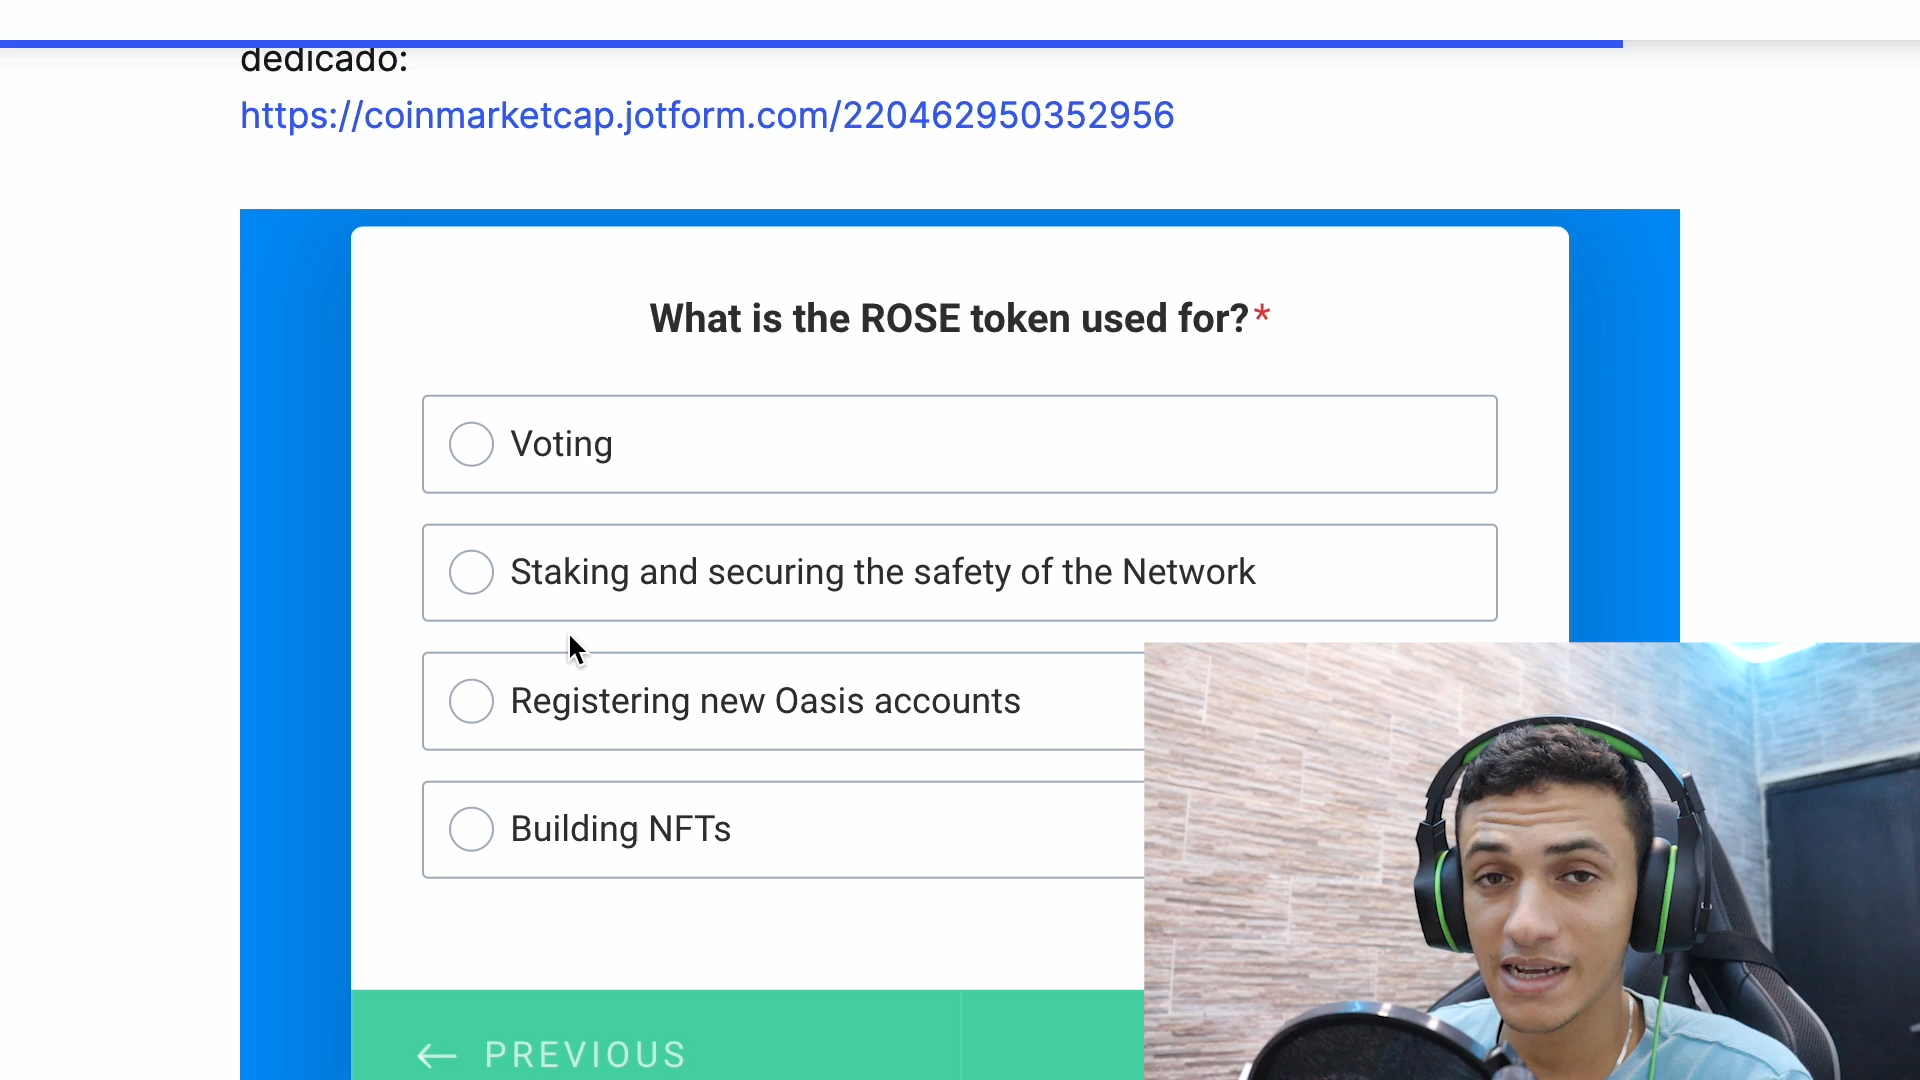 dedicado:
https://coinmarketcap.jotform.com/220462950352956
What is the ROSE token used for?*
Voting
Staking and securing the safety of the Network
Registering new Oasis accounts
Building NFTs
← PREVIOUS